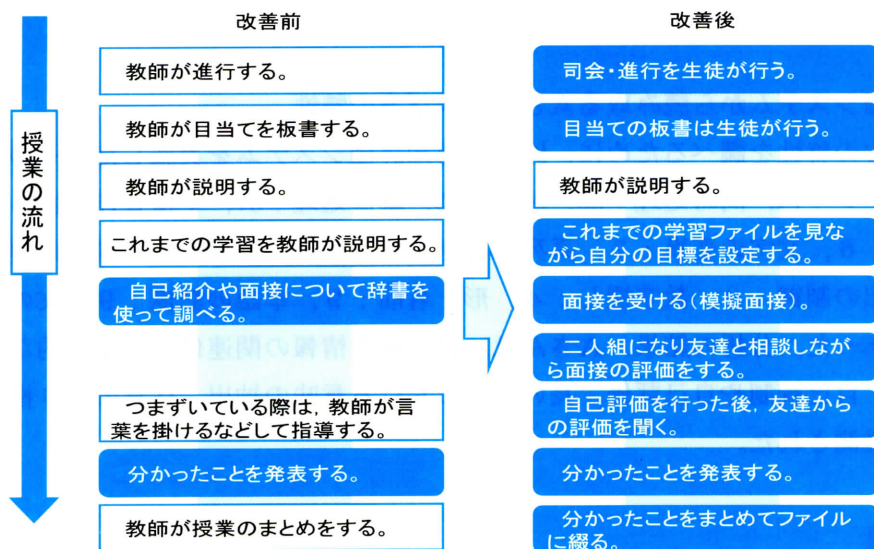 改善前
改善後
授業の流れ
教師が進行する。
教師が目当てを板書する。
教師が説明する。
これまでの学習を教師が説明する。
自己紹介や面接について辞書を
使って調べる。
つまずいている際は，教師が言
葉を掛けるなどして指導する。
分かったことを発表する。
教師が授業のまとめをする。
司会・進行を生徒が行う。
目当ての板書は生徒が行う。
教師が説明する。
これまでの学習ファイルを見な
がら自分の目標を設定する。
面接を受ける（模擬面接）。
二人組になり友達と相談しなが
ら面接の評価をする。
自己評価を行った後，友達から
の評価を聞く。
分かったことを発表する。
分かったことをまとめてファイル
に綴る。